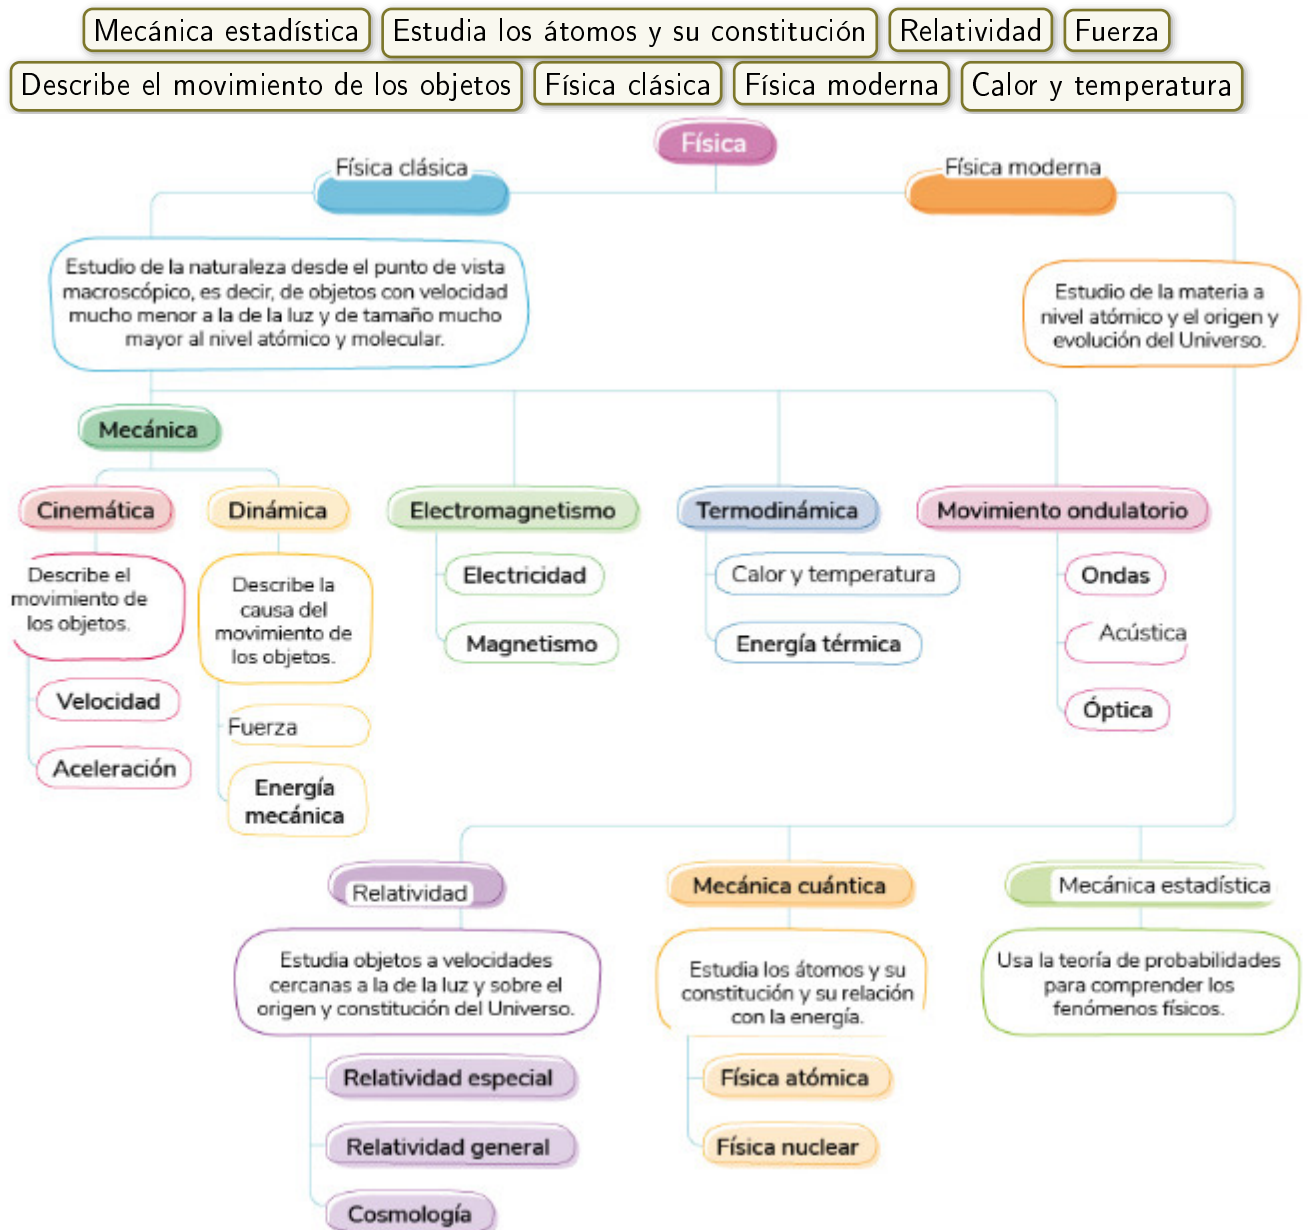 Mecánica estadística Estudia los átomos y su constitución Relatividad Fuerza
Describe el movimiento de los objetos Física clásica Física moderna Calor y temperatura
Física
Física clásica Física moderna
Estudio de la naturaleza desde el punto de vista
macroscópico, es decir, de objetos con velocidad
mucho menor a la de la luz y de tamaño mucho
mayor al nivel atómico y molecular.
Estudio de la materia a
nivel atómico y el origen y
evolución del Universo.
Mecánica
Cinemática Dinámica Electromagnetismo Termodinámica Movimiento ondulatorio
Describe el
movimiento de
los objetos.
Velocidad
Aceleración
Describe la
causa del
movimiento de
los objetos.
Fuerza
Energía
mecánica
Electricidad
Magnetismo
Calor y temperatura
Energía térmica
Ondas
Acústica
Óptica
Relatividad Mecánica cuántica Mecánica estadística
Estudia objetos a velocidades
cercanas a la de la luz y sobre el
origen y constitución del Universo.
Relatividad especial
Relatividad general
Cosmología
Estudia los átomos y su
constitución y su relación
con la energía.
Física atómica
Física nuclear
Usa la teoría de probabilidades
para comprender los
fenómenos físicos.